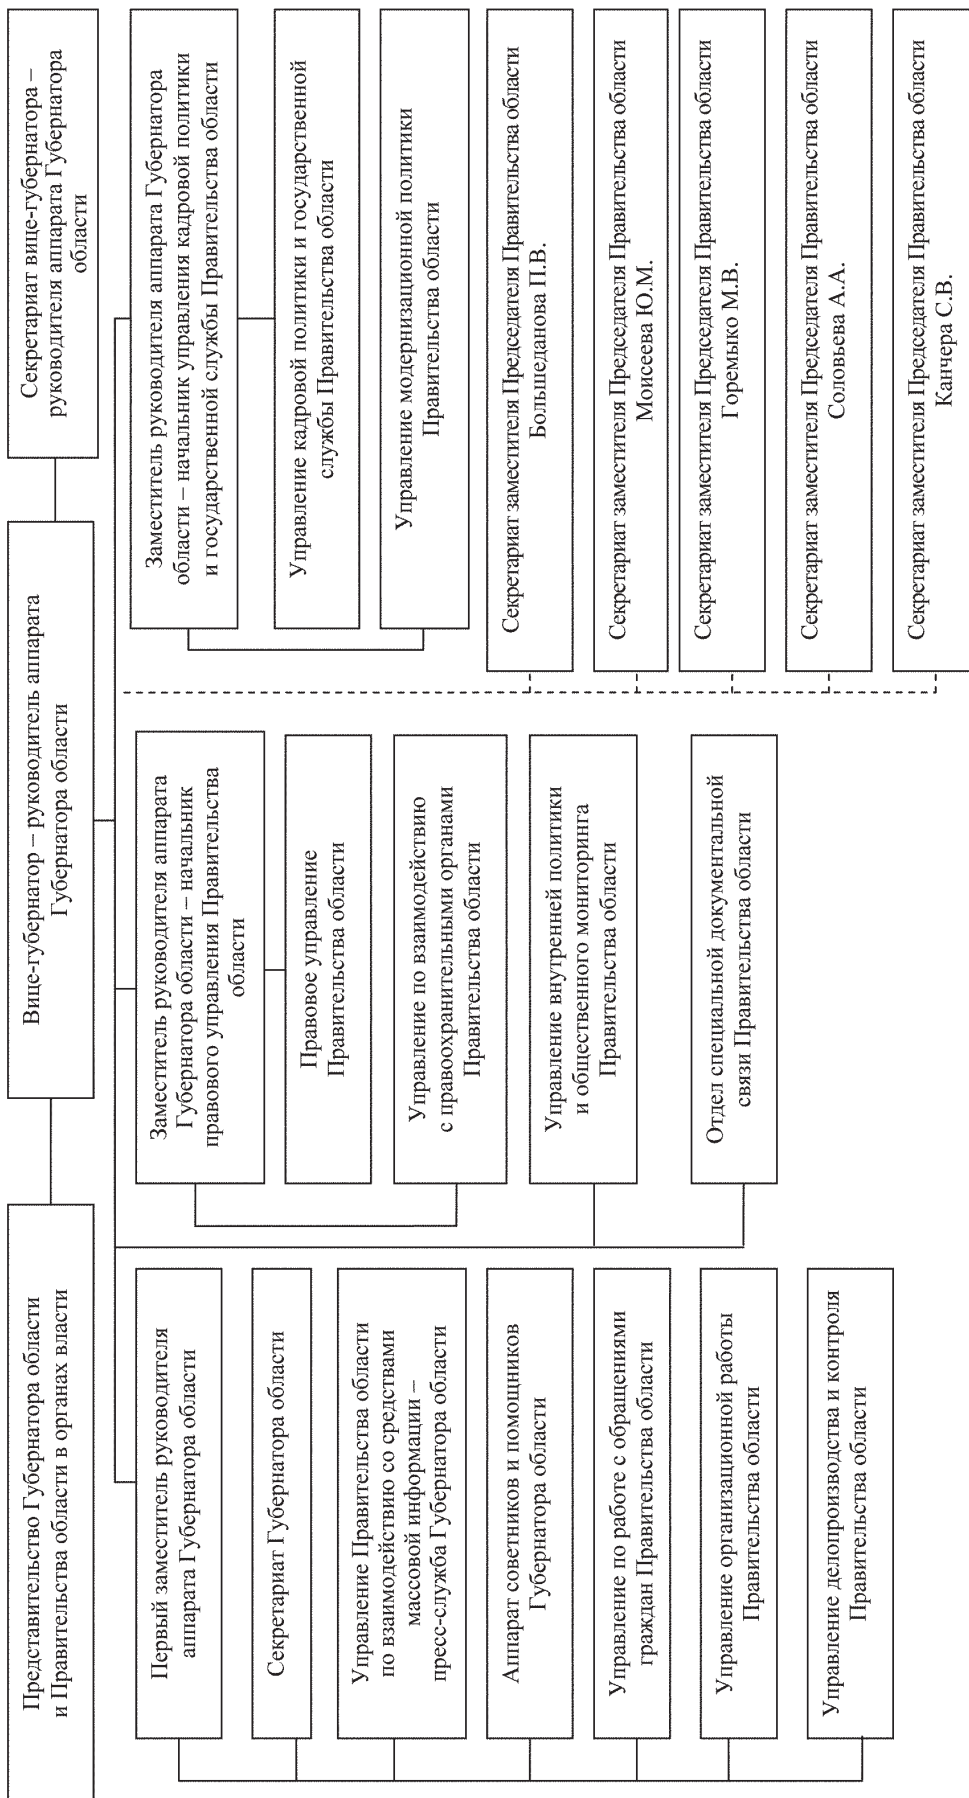 Представительство Губернатора области
и Правительства области в органах власти
Вице-губернатор – руководитель аппарата
Губернатора области
Секретариат вице-губернатора –
руководителя аппарата Губернатора
области
Первый заместитель руководителя
аппарата Губернатора области
Секретариат Губернатора области
Управление Правительства области
по взаимодействию со средствами
массовой информации –
пресс-служба Губернатора области
Аппарат советников и помощников
Губернатора области
Управление по работе с обращениями
граждан Правительства области
Управление организационной работы
Правительства области
Управление делопроизводства и контроля
Правительства области
Заместитель руководителя аппарата
Губернатора области – начальник
правового управления Правительства
области
Правовое управление
Правительства области
Управление по взаимодействию
с правоохранительными органами
Правительства области
Управление внутренней политики
и общественного мониторинга
Правительства области
Отдел специальной документальной
связи Правительства области
Заместитель руководителя аппарата Губернатора
области – начальник управления кадровой политики
и государственной службы Правительства области
Управление кадровой политики и государственной
службы Правительства области
Управление модернизационной политики
Правительства области
Секретариат заместителя Председателя Правительства области
Большеданова П.В.
Секретариат заместителя Председателя Правительства области
Моисеева Ю.М.
Секретариат заместителя Председателя Правительства области
Горемыко М.В.
Секретариат заместителя Председателя Правительства области
Соловьева А.А.
Секретариат заместителя Председателя Правительства области
Канчера С.В.